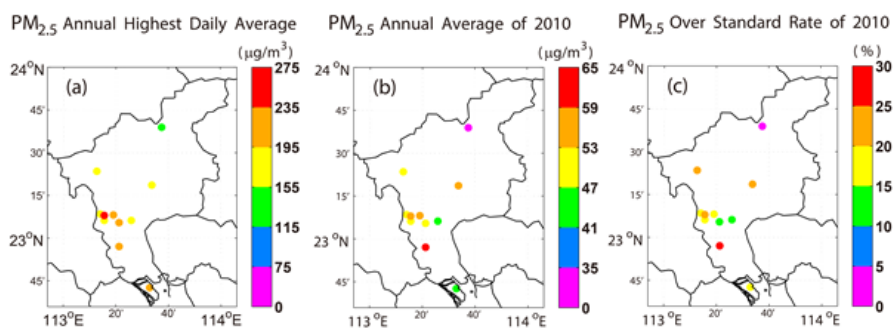 PM2.5 Annual Highest Daily Average
(μg/m³)
24°N
45'
30'
15'
23°N
45'
113°E
20'
40'
114°E
(a)
275
235
195
155
115
75
0
PM2.5 Annual Average of 2010
(μg/m³)
24°N
45'
30'
15'
23°N
45'
113°E
20'
40'
114°E
(b)
65
59
53
47
41
35
0
PM2.5 Over Standard Rate of 2010
(%)
24°N
45'
30'
15'
23°N
45'
113°E
20'
40'
114°E
(c)
30
25
20
15
10
5
0